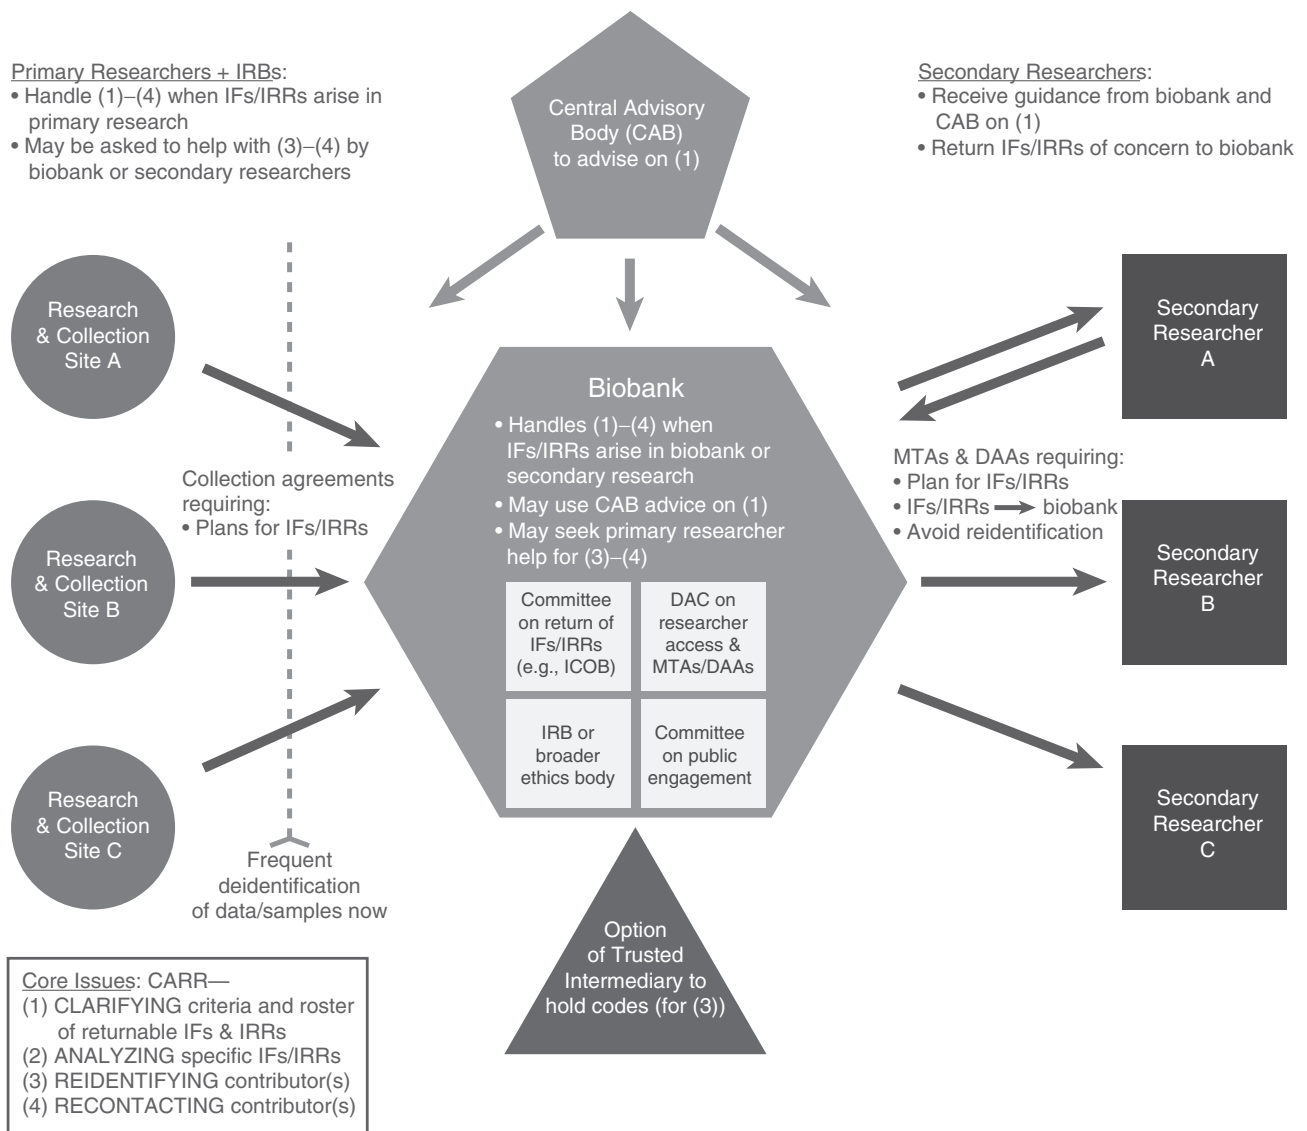 Primary Researchers + IRBs:
• Handle (1)–(4) when IFs/IRRs arise in
primary research
• May be asked to help with (3)–(4) by
biobank or secondary researchers
Central Advisory
Body (CAB)
to advise on (1)
Secondary Researchers:
• Receive guidance from biobank and
CAB on (1)
• Return IFs/IRRs of concern to biobank
Research
& Collection
Site A
Collection agreements
requiring:
• Plans for IFs/IRRs
Research
& Collection
Site B
Research
& Collection
Site C
Frequent
deidentification
of data/samples now
Biobank
• Handles (1)–(4) when
IFs/IRRs arise in biobank or
secondary research
• May use CAB advice on (1)
• May seek primary researcher
help for (3)–(4)
Committee
on return of
IFs/IRRs
(e.g., ICOB)
DAC on
researcher
access &
MTAs/DAAs
IRB or
broader
ethics body
Committee
on public
engagement
Option
of Trusted
Intermediary to
hold codes (for (3))
MTAs & DAAs requiring:
• Plan for IFs/IRRs
• IFs/IRRs → biobank
• Avoid reidentification
Secondary
Researcher
A
Secondary
Researcher
B
Secondary
Researcher
C
Core Issues: CARR—
(1) CLARIFYING criteria and roster
of returnable IFs & IRRs
(2) ANALYZING specific IFs/IRRs
(3) REIDENTIFYING contributor(s)
(4) RECONTACTING contributor(s)